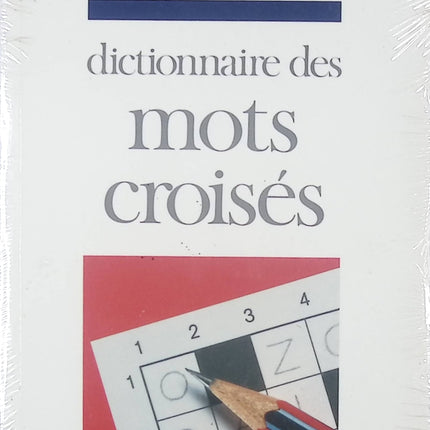 dictionnaire des
mots
croisés
1 2 3 4
1 O Z O